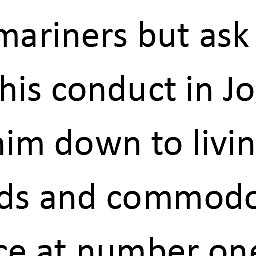 mariners but ask
his conduct in Jo
him down to livin
ds and commodo
ce at number one